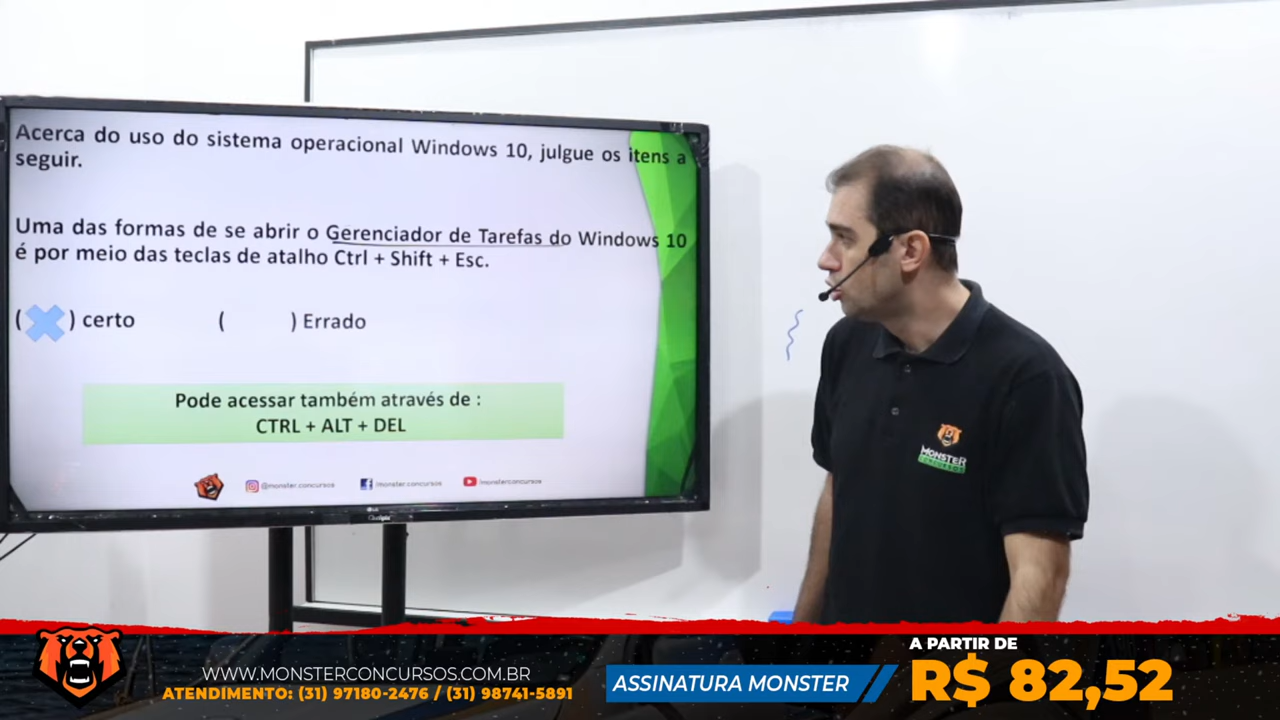 Acerca do uso do sistema operacional Windows 10, julgue os itens a
seguir.
Uma das formas de se abrir o Gerenciador de Tarefas do Windows 10
é por meio das teclas de atalho Ctrl + Shift + Esc.
( ) certo ( ) Errado
Pode acessar também através de :
CTRL + ALT + DEL
@monster.concursos /monster.concursos /monsterconcursos
MONSTER
CONCURSOS
WWW.MONSTERCONCURSOS.COM.BR
ATENDIMENTO: (31) 97180-2476 / (31) 98741-5891
ASSINATURA MONSTER
A PARTIR DE
R$ 82,52